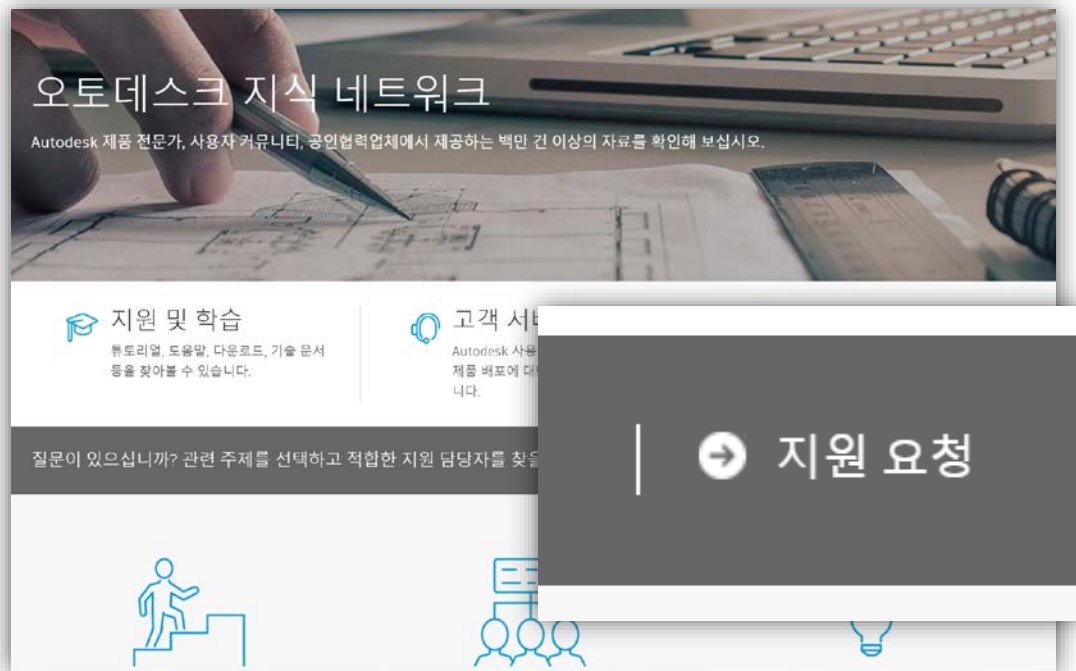 오토데스크 지식 네트워크
Autodesk 제품 전문가, 사용자 커뮤니티, 공인협력업체에서 제공하는 백만 건 이상의 자료를 확인해 보십시오.
지원 및 학습
튜토리얼, 도움말, 다운로드, 기술 문서
등을 찾아볼 수 있습니다.
고객
Autodesk
제품 배포에
니다.
질문이 있으십니까? 관련 주제를 선택하고 적합한 지원 담당자를 찾을
지원 요청